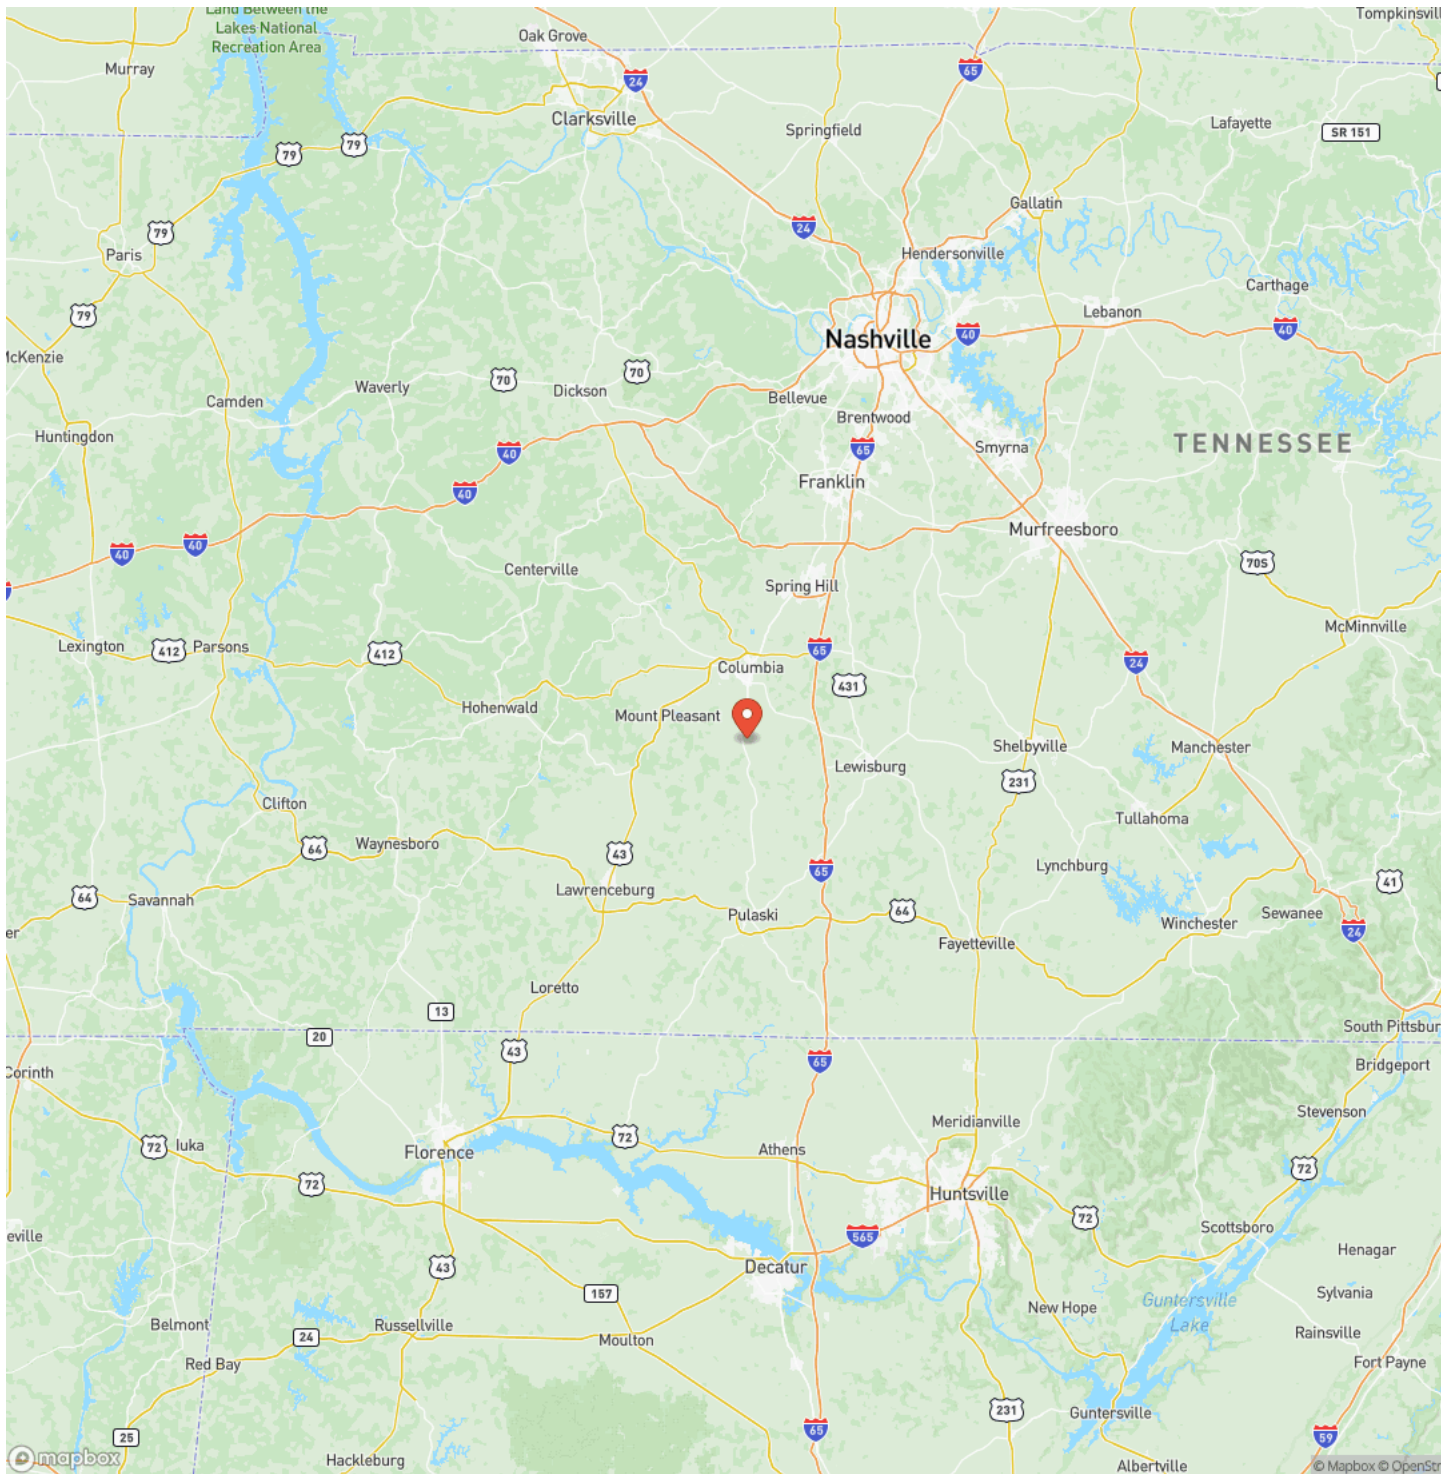 Land Between the
Lakes National
Recreation Area
Tompkinsvill
Oak Grove
Murray
24
65
Clarksville
Springfield
Lafayette
SR 151
79
79
Gallatin
24
79
Paris
Hendersonville
Carthage
79
Lebanon
40
40
Nashville
McKenzie
70
70
Waverly
Dickson
Bellevue
Camden
Brentwood
Huntingdon
Smyrna
TENNESSEE
65
40
Franklin
40
Murfreesboro
40
40
Centerville
705
Spring Hill
McMinnville
Lexington
412
Parsons
412
65
24
Columbia
431
Hohenwald
Mount Pleasant
Shelbyville
Manchester
Lewisburg
231
Clifton
Tullahoma
64
Waynesboro
43
Lynchburg
65
41
64
Lawrenceburg
Savannah
Pulaski
64
Winchester
Sewanee
24
er
Fayetteville
Loretto
13
South Pittsbur
20
43
65
Bridgeport
Corinth
Stevenson
Meridianville
72
Iuka
72
Florence
Athens
72
72
Huntsville
72
Scottsboro
eville
565
Henagar
43
Decatur
157
Sylvania
Guntersville
Lake
New Hope
Belmont
24
Russellville
Moulton
Rainsville
Red Bay
Fort Payne
231
Guntersville
25
65
59
mapbox
Hackleburg
Albertville
© Mapbox © OpenStr